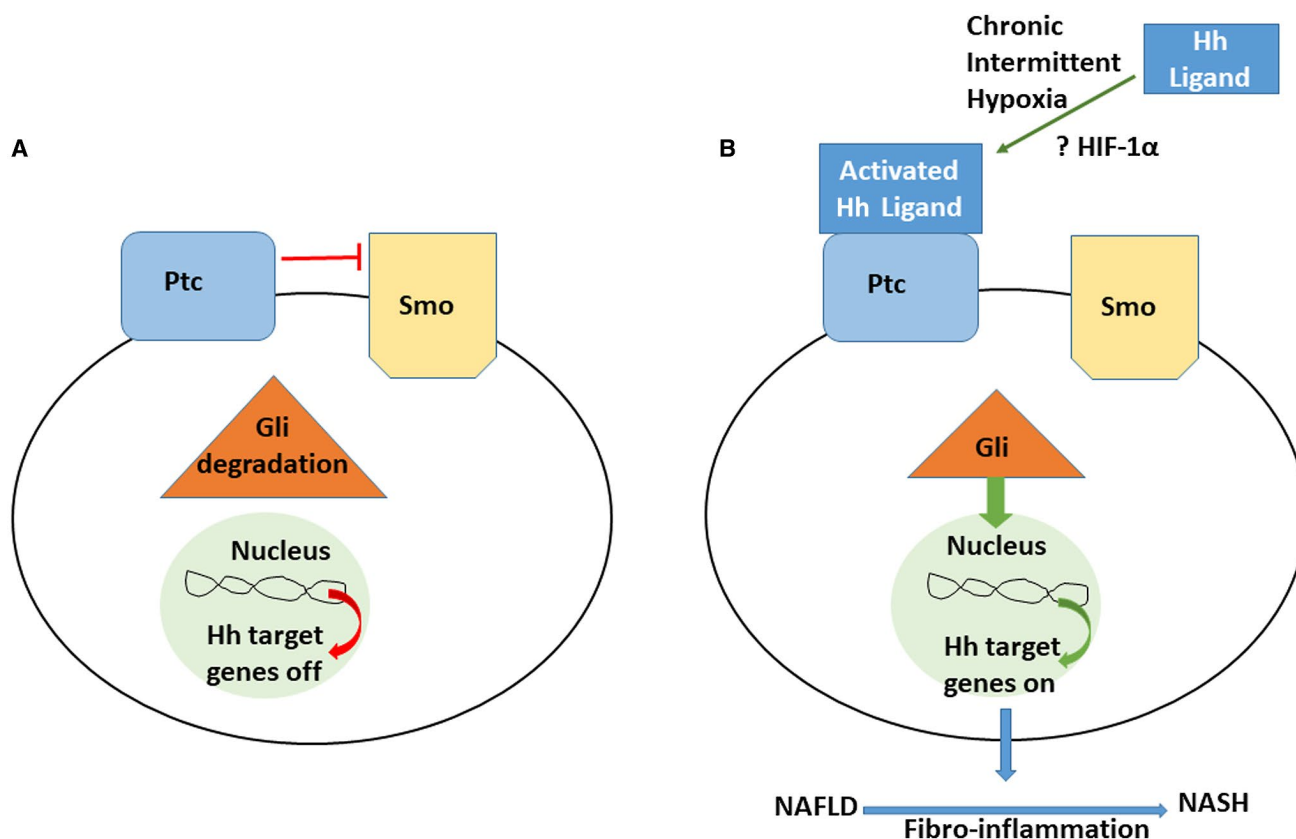 A
Ptc
Smo
Gli
degradation
Nucleus
Hh target
genes off
B
Chronic
Intermittent
Hypoxia
Hh
Ligand
? HIF-1α
Activated
Hh Ligand
Ptc
Smo
Gli
Nucleus
Hh target
genes on
NAFLD
NASH
Fibro-inflammation